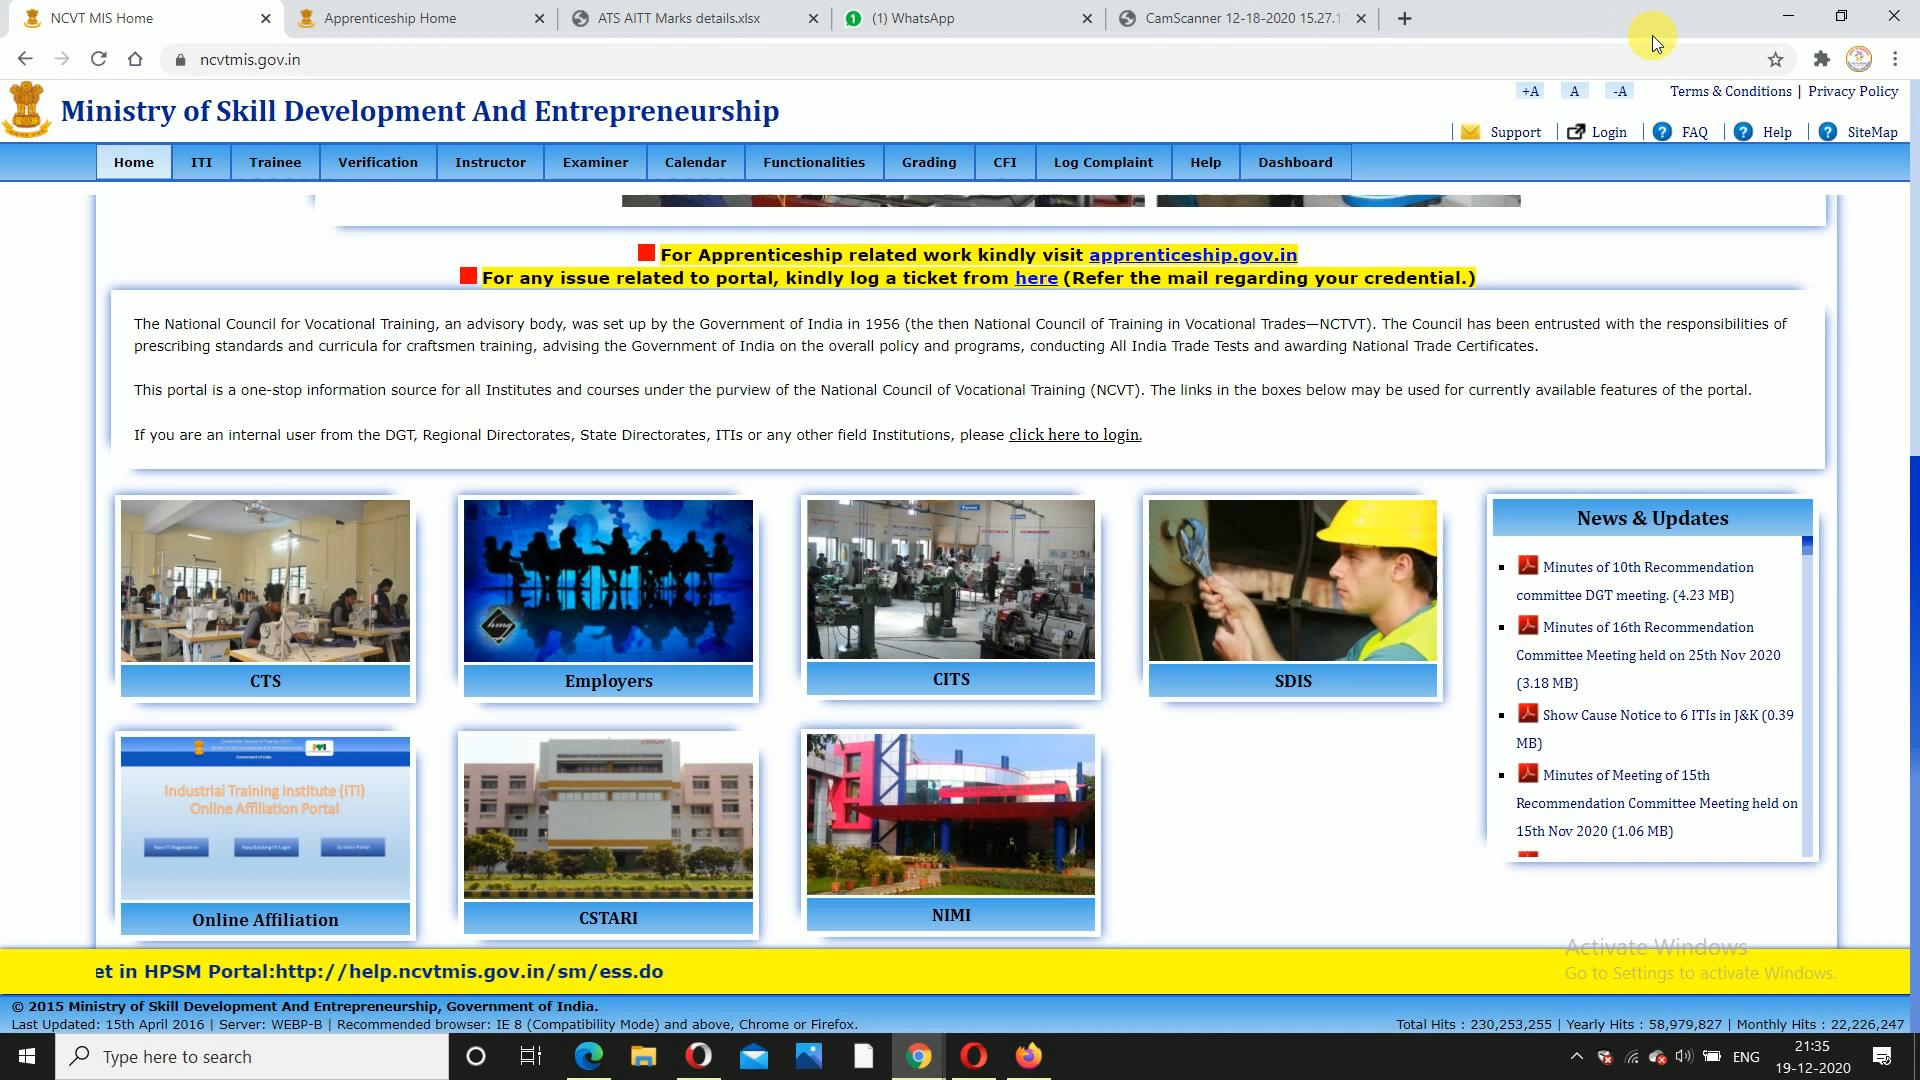 NCVT MIS Home
Apprenticeship Home
ATS AITT Marks details.xlsx
(1) WhatsApp
CamScanner 12-18-2020 15.27.1
ncvtmis.gov.in
Ministry of Skill Development And Entrepreneurship
+A A -A Terms & Conditions | Privacy Policy
Support Login FAQ Help SiteMap
Home ITI Trainee Verification Instructor Examiner Calendar Functionalities Grading CFI Log Complaint Help Dashboard
For Apprenticeship related work kindly visit apprenticeship.gov.in
For any issue related to portal, kindly log a ticket from here (Refer the mail regarding your credential.)
The National Council for Vocational Training, an advisory body, was set up by the Government of India in 1956 (the then National Council of Training in Vocational Trades—NCTVT). The Council has been entrusted with the responsibilities of
prescribing standards and curricula for craftsmen training, advising the Government of India on the overall policy and programs, conducting All India Trade Tests and awarding National Trade Certificates.
This portal is a one-stop information source for all Institutes and courses under the purview of the National Council of Vocational Training (NCVT). The links in the boxes below may be used for currently available features of the portal.
If you are an internal user from the DGT, Regional Directorates, State Directorates, ITIs or any other field Institutions, please click here to login.
CTS
Employers
CITS
SDIS
Industrial Training Institute (ITI)
Online Affiliation Portal
Online Affiliation
CSTARI
NIMI
News & Updates
Minutes of 10th Recommendation
committee DGT meeting. (4.23 MB)
Minutes of 16th Recommendation
Committee Meeting held on 25th Nov 2020
(3.18 MB)
Show Cause Notice to 6 ITIs in J&K (0.39
MB)
Minutes of Meeting of 15th
Recommendation Committee Meeting held on
15th Nov 2020 (1.06 MB)
Activate Windows
Go to Settings to activate Windows.
et in HPSM Portal:http://help.ncvtmis.gov.in/sm/ess.do
© 2015 Ministry of Skill Development And Entrepreneurship, Government of India.
Last Updated: 15th April 2016 | Server: WEBP-B | Recommended browser: IE 8 (Compatibility Mode) and above, Chrome or Firefox.
Total Hits : 230,253,255 | Yearly Hits : 58,979,827 | Monthly Hits : 22,226,247
Type here to search
ENG
21:35
19-12-2020